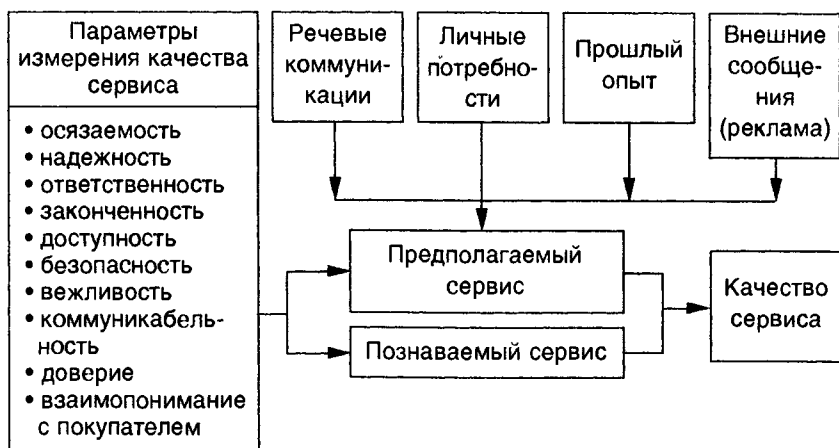 Параметры
измерения качества
сервиса
• осязаемость
• надежность
• ответственность
• законченность
• доступность
• безопасность
• вежливость
• коммуникабель-
ность
• доверие
• взаимопонимание
с покупателем
Речевые
коммуни-
кации
Личные
потребно-
сти
Прошлый
опыт
Внешние
сообще-
ния
(реклама)
Предполагаемый
сервис
Познаваемый сервис
Качество
сервиса